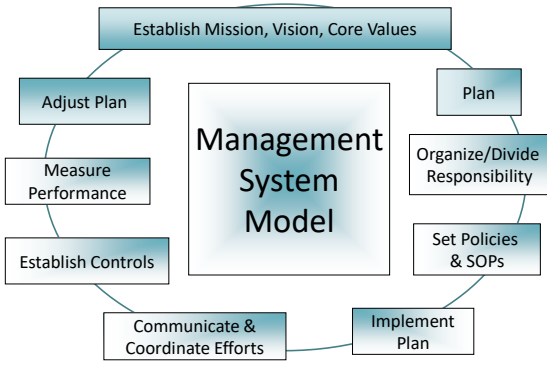 Establish Mission, Vision, Core Values
Plan
Organize/Divide
Responsibility
Set Policies
& SOPs
Implement
Plan
Communicate &
Coordinate Efforts
Establish Controls
Measure
Performance
Adjust Plan
Management
System
Model